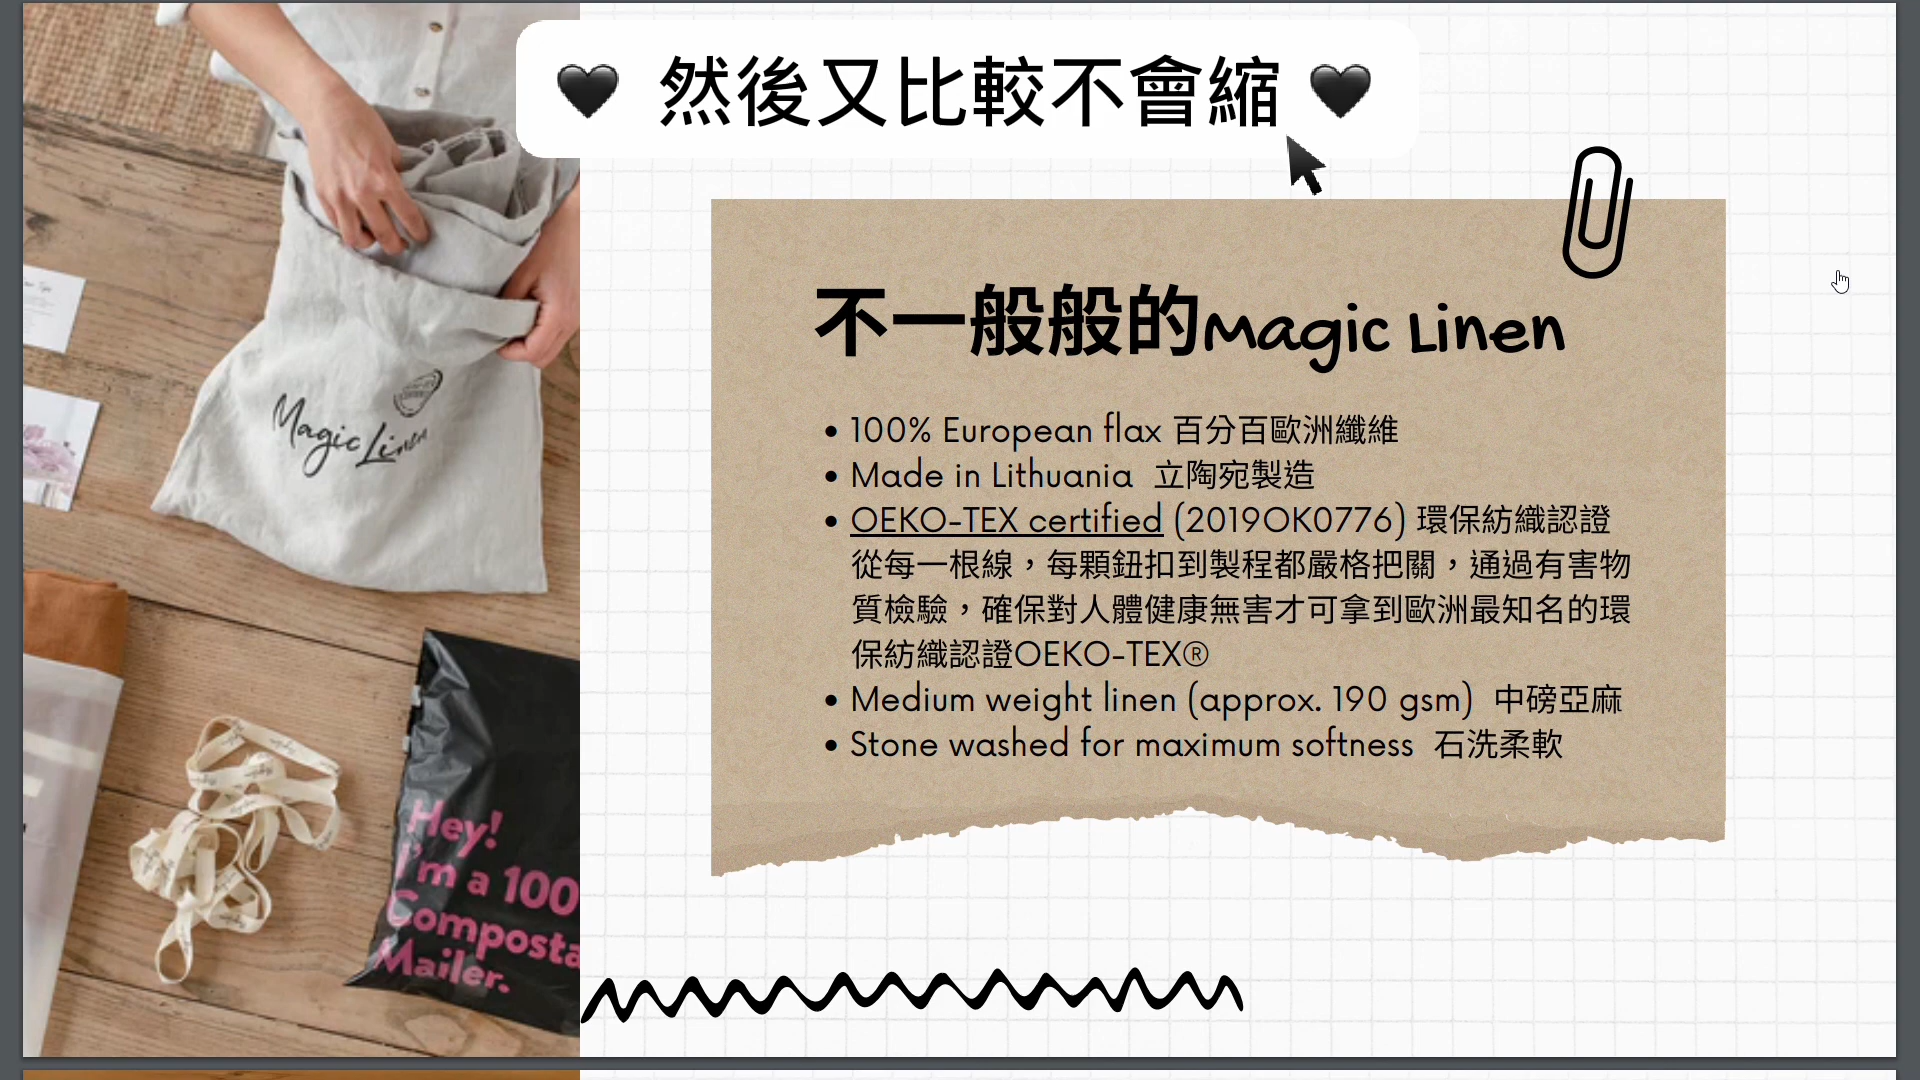 然後又比較不會縮
不一般般的Magic Linen
100% European flax 百分百歐洲纖維
Made in Lithuania 立陶宛製造
OEKO-TEX certified (2019OK0776) 環保紡織認證
從每一根線，每顆鈕扣到製程都嚴格把關，通過有害物
質檢驗，確保對人體健康無害才可拿到歐洲最知名的環
保紡織認證OEKO-TEX®
Medium weight linen (approx. 190 gsm) 中磅亞麻
Stone washed for maximum softness 石洗柔軟
Magic Linen
Hey!
I'm a 100
Composta
Mailer.